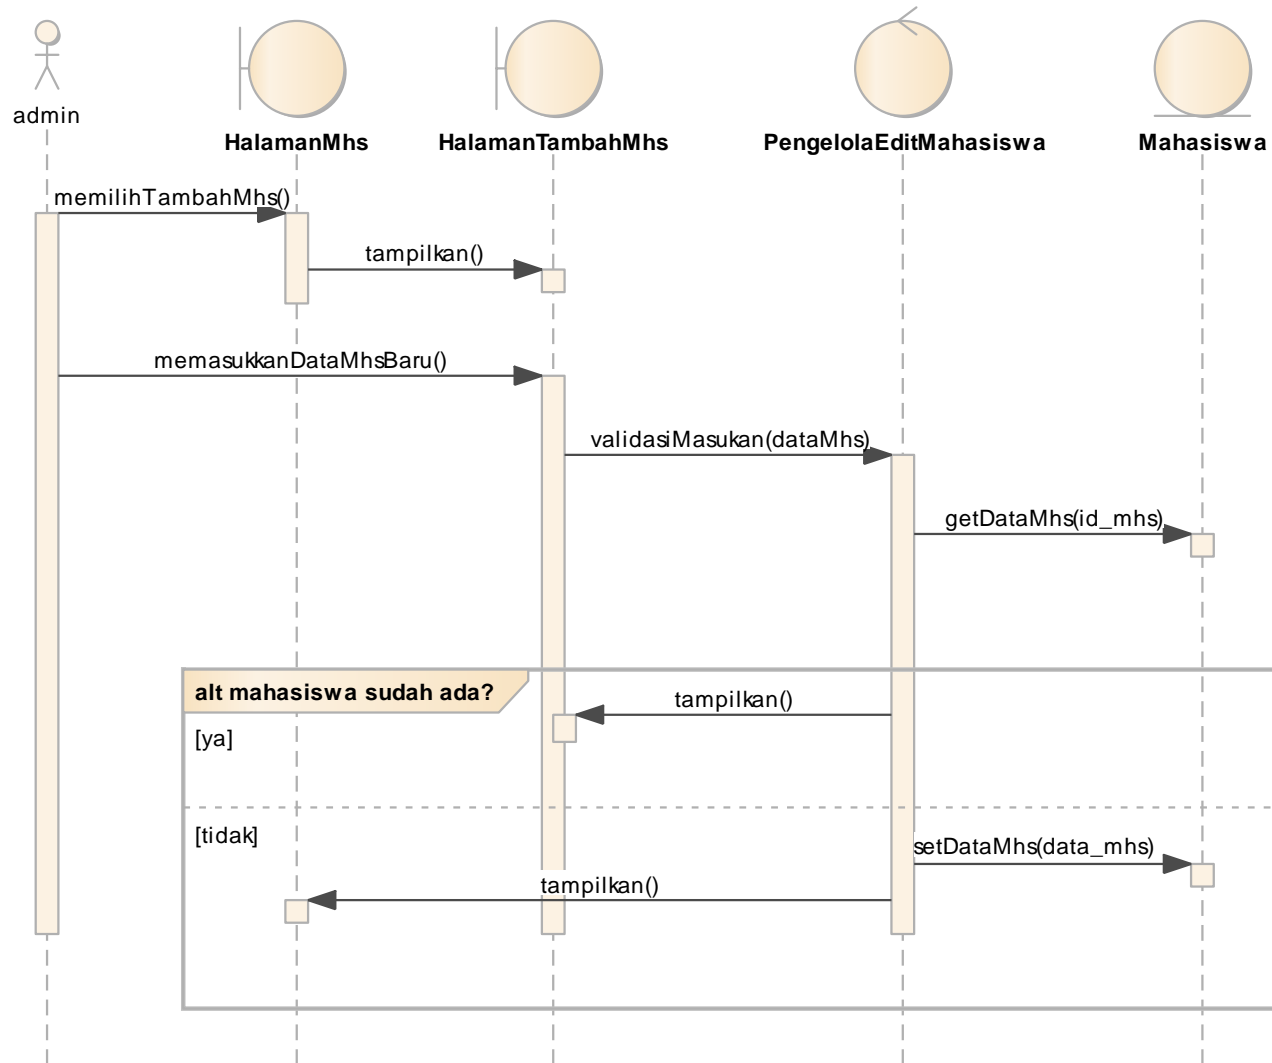 admin
HalamanMhs
HalamanTambahMhs
PengelolaEditMahasiswa
Mahasiswa
memilihTambahMhs()
tampilkan()
memasukkanDataMhsBaru()
validasiMasukan(dataMhs)
getDataMhs(id_mhs)
alt mahasiswa sudah ada?
tampilkan()
[ya]
[tidak]
setDataMhs(data_mhs)
tampilkan()